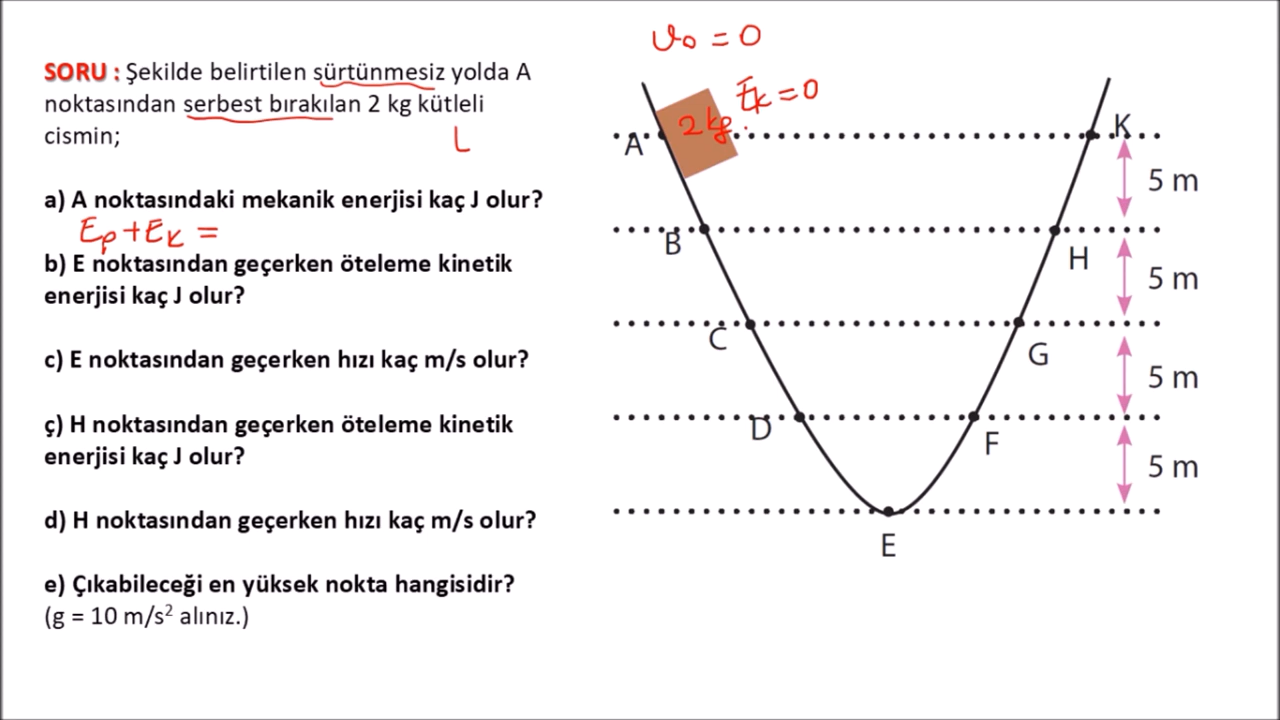 SORU : Şekilde belirtilen sürtünmesiz yolda A
noktasından serbest bırakılan 2 kg kütleli
cismin;
a) A noktasındaki mekanik enerjisi kaç J olur?
Ep + EK =
b) E noktasından geçerken öteleme kinetik
enerjisi kaç J olur?
c) E noktasından geçerken hızı kaç m/s olur?
ç) H noktasından geçerken öteleme kinetik
enerjisi kaç J olur?
d) H noktasından geçerken hızı kaç m/s olur?
e) Çıkabileceği en yüksek nokta hangisidir?
(g = 10 m/s² alınız.)
υ₀ = 0
Ek = 0
2 kg.
A
K
5 m
B
H
5 m
C
G
5 m
D
F
5 m
E